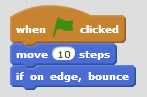 when clicked
move 10 steps
if on edge, bounce